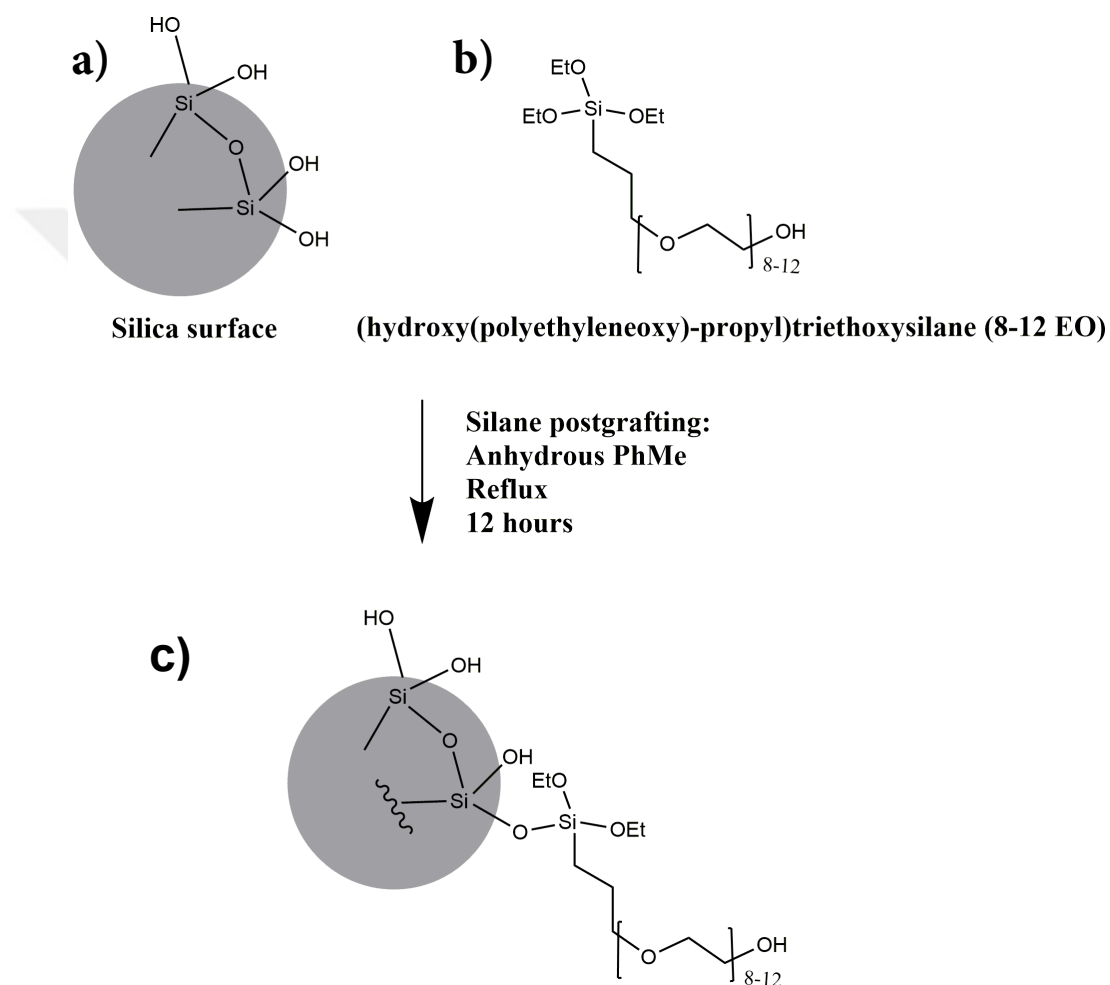 a)
HO
OH
Si
O
OH
Si
OH
Silica surface
b)
EtO
EtO
Si
OEt
O
OH
8-12
(hydroxy(polyethyleneoxy)-propyl)triethoxysilane (8-12 EO)
Silane postgrafting:
Anhydrous PhMe
Reflux
12 hours
c)
HO
OH
Si
O
OH
Si
O
EtO
Si
OEt
O
OH
8-12